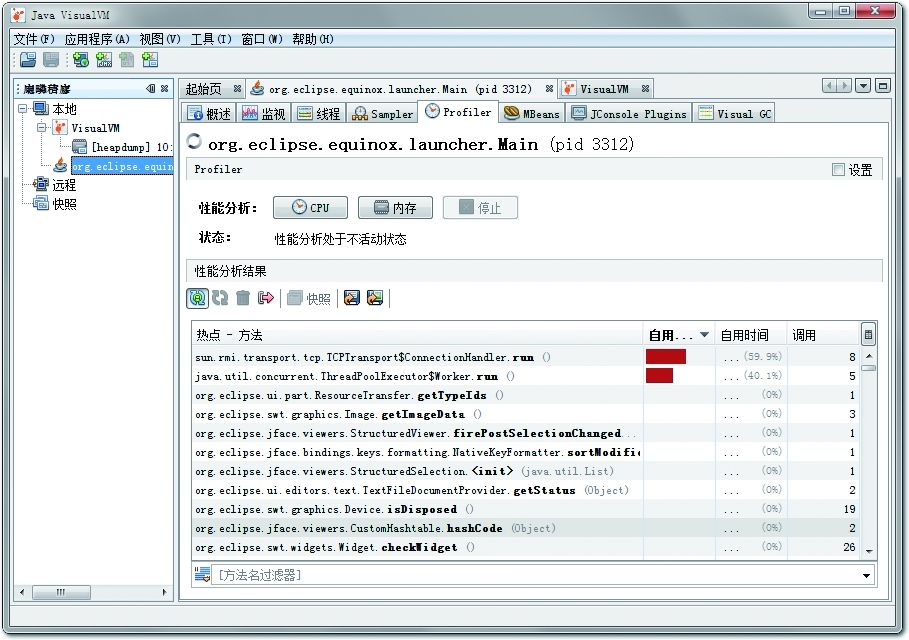 Java VisualVM
文件(F) 应用程序(A) 视图(V) 工具(I) 窗口(W) 帮助(H)
起始页 org.eclipse.equinox.launcher.Main (pid 3312) VisualVM
本地
VisualVM
[heapdump] 10:
org.eclipse.equin
远程
快照
概述 监视 线程 Sampler Profiler MBeans JConsole Plugins Visual GC
org.eclipse.equinox.launcher.Main (pid 3312)
Profiler 设置
性能分析: CPU 内存 停止
状态: 性能分析处于不活动状态
性能分析结果
快照
热点 - 方法 自用... 自用时间 调用
sun.rmi.transport.tcp.TCPTransport$ConnectionHandler.run () ... (59.9%) 8
java.util.concurrent.ThreadPoolExecutor$Worker.run () ... (40.1%) 5
org.eclipse.ui.part.ResourceTransfer.getTypeIds () ... (0%) 1
org.eclipse.swt.graphics.Image.getImageData () ... (0%) 3
org.eclipse.jface.viewers.StructuredViewer.firePostSelectionChanged... ... (0%) 1
org.eclipse.jface.bindings.keys.formatting.NativeKeyFormatter.sortModifie ... (0%) 1
org.eclipse.jface.viewers.StructuredSelection.<init> (java.util.List) ... (0%) 1
org.eclipse.ui.editors.text.TextFileDocumentProvider.getStatus (Object) ... (0%) 2
org.eclipse.swt.graphics.Device.isDisposed () ... (0%) 19
org.eclipse.jface.viewers.CustomHashtable.hashCode (Object) ... (0%) 2
org.eclipse.swt.widgets.Widget.checkWidget () ... (0%) 26
[方法名过滤器]